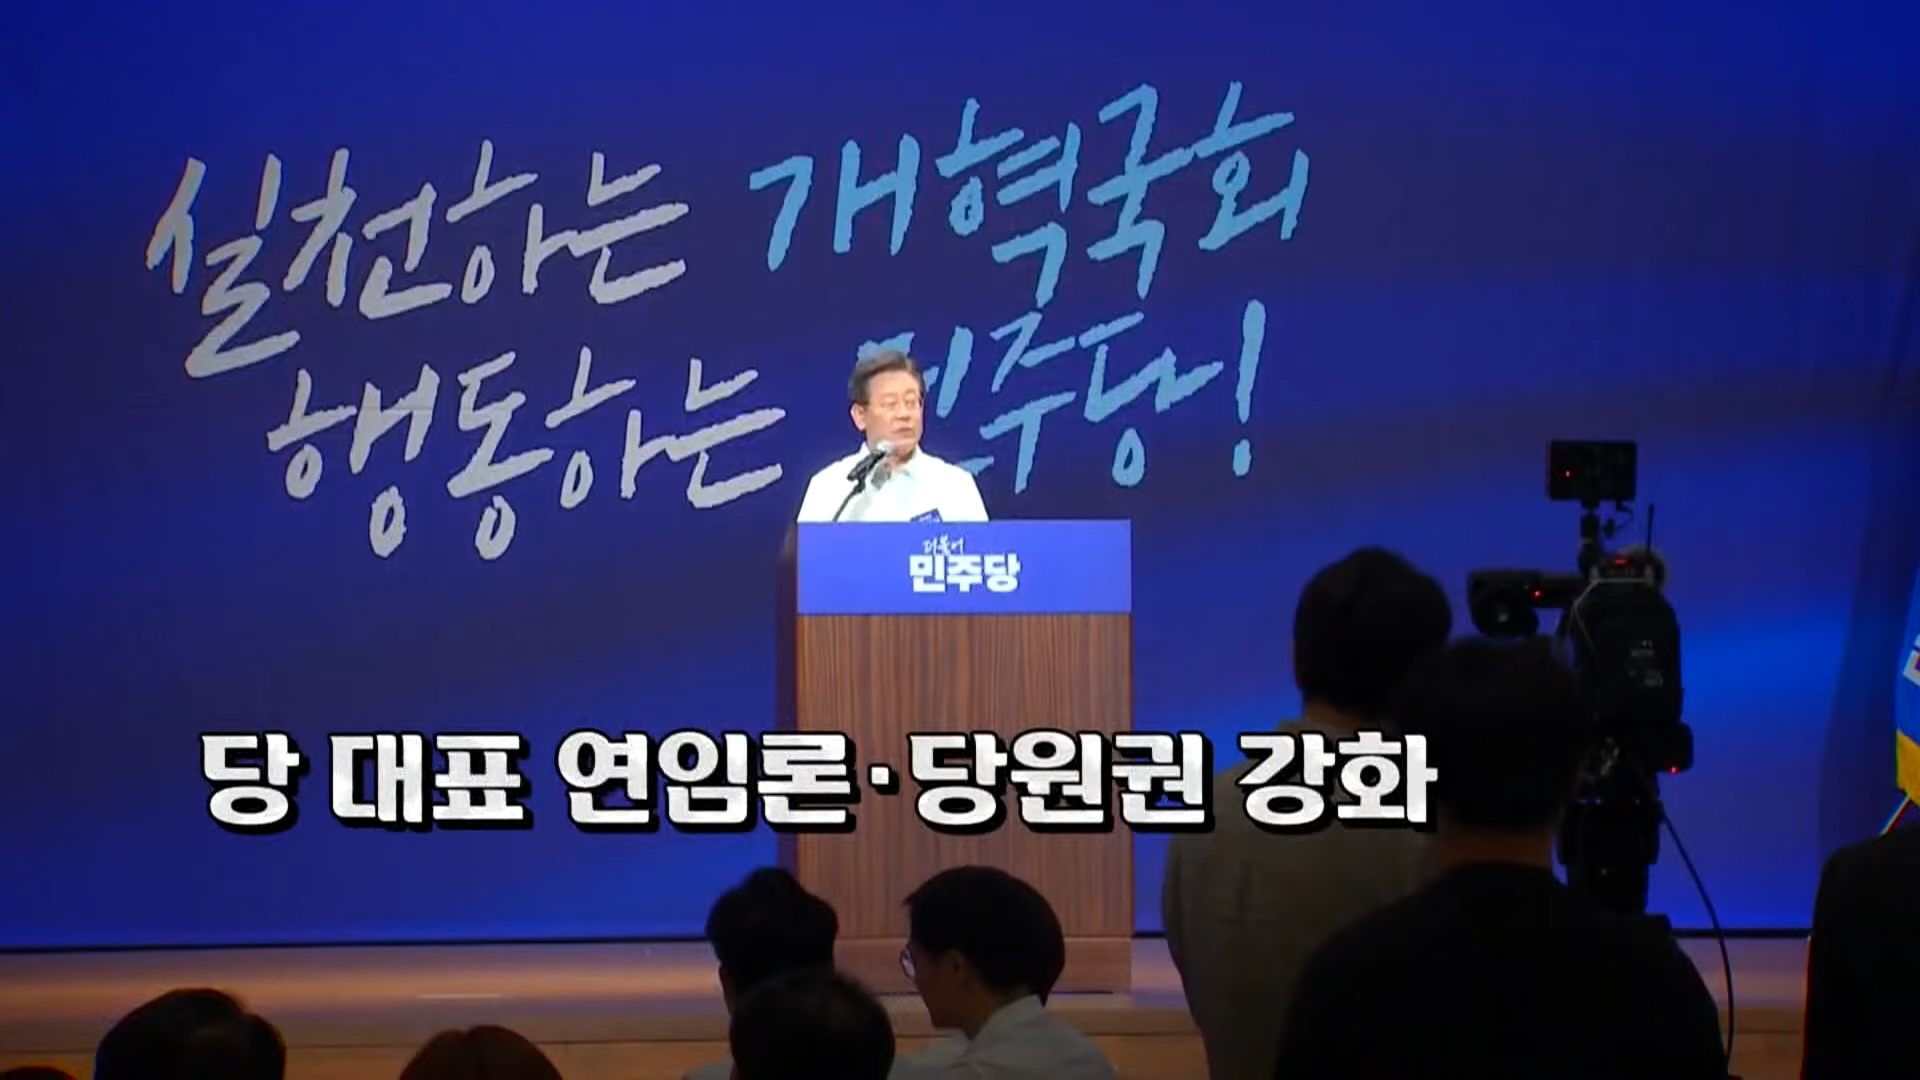 실천하는 개혁국회
행동하는 민주당!
더불어
민주당
당 대표 연임론·당원권 강화